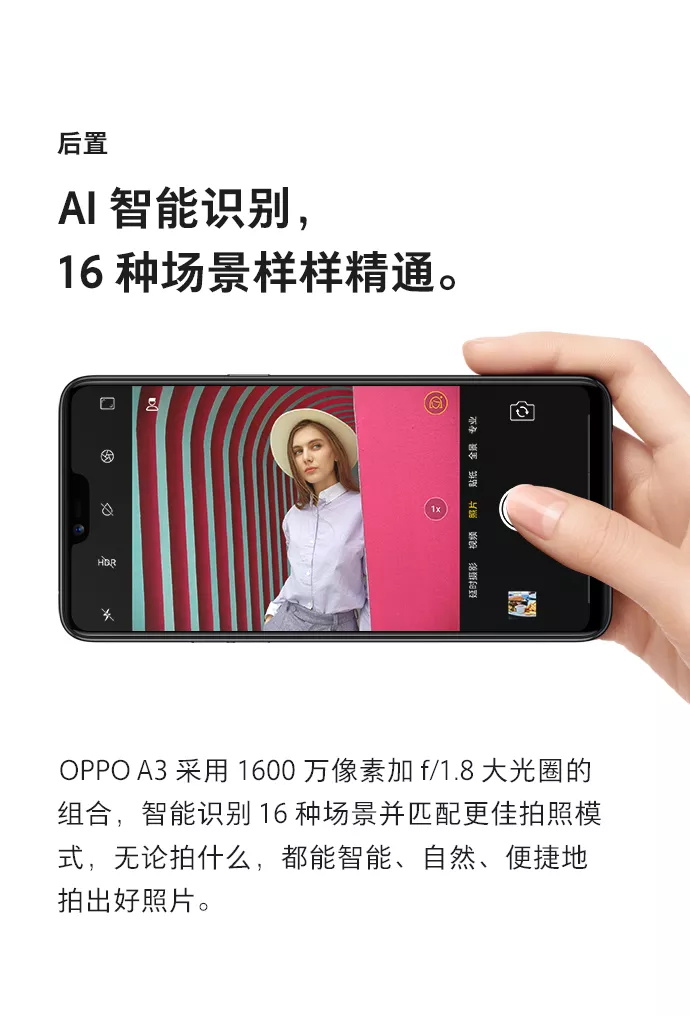 后置
AI 智能识别，
16 种场景样样精通。
HDR
1x
专业
全景
贴纸
照片
视频
延时摄影
OPPO A3 采用 1600 万像素加 f/1.8 大光圈的
组合，智能识别 16 种场景并匹配更佳拍照模
式，无论拍什么，都能智能、自然、便捷地
拍出好照片。